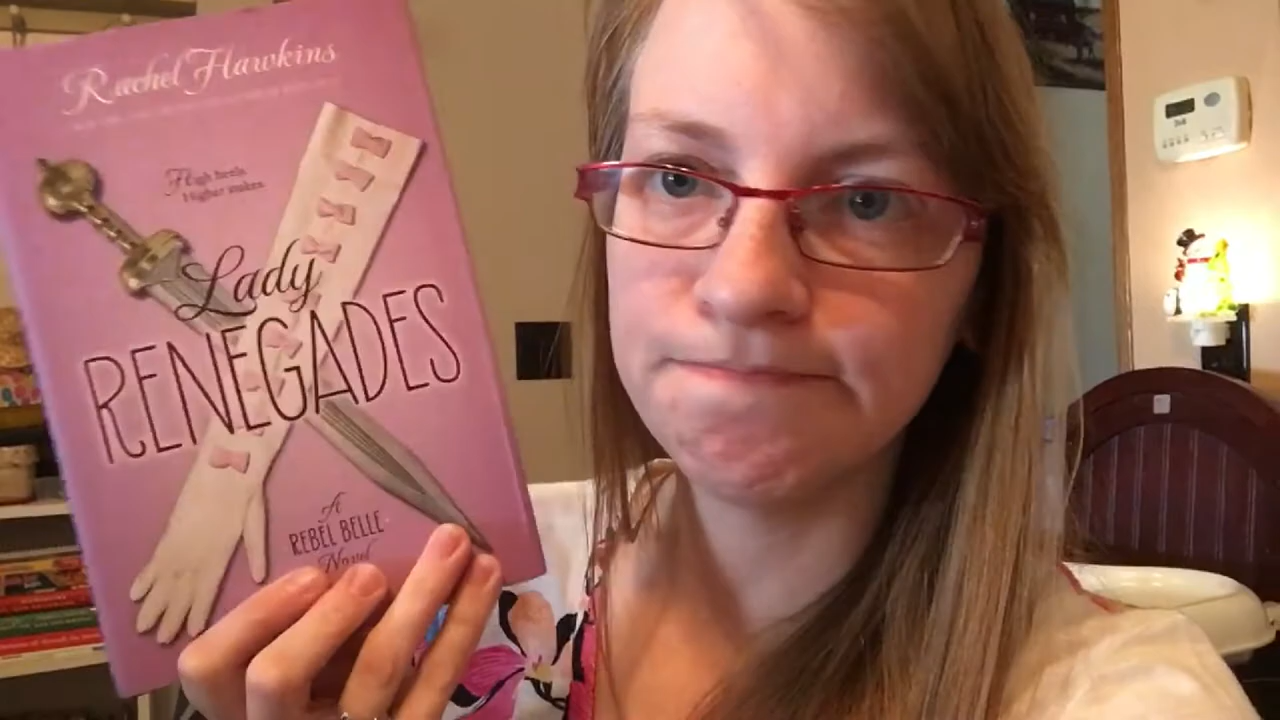 Rachel Hawkins
High heels.
Higher stakes.
Lady
RENEGADES
A
REBEL BELLE
Novel